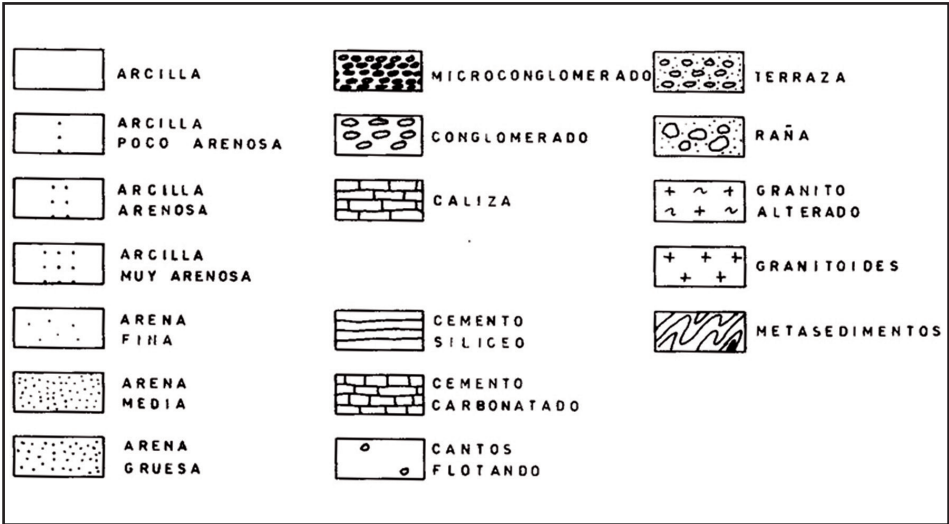 ARCILLA
ARCILLA
POCO ARENOSA
ARCILLA
ARENOSA
ARCILLA
MUY ARENOSA
ARENA
FINA
ARENA
MEDIA
ARENA
GRUESA
MICROCONGLOMERADO
CONGLOMERADO
CALIZA
CEMENTO
SILICEO
CEMENTO
CARBONATADO
CANTOS
FLOTANDO
TERRAZA
RAÑA
GRANITO
ALTERADO
GRANITOIDES
METASEDIMENTOS